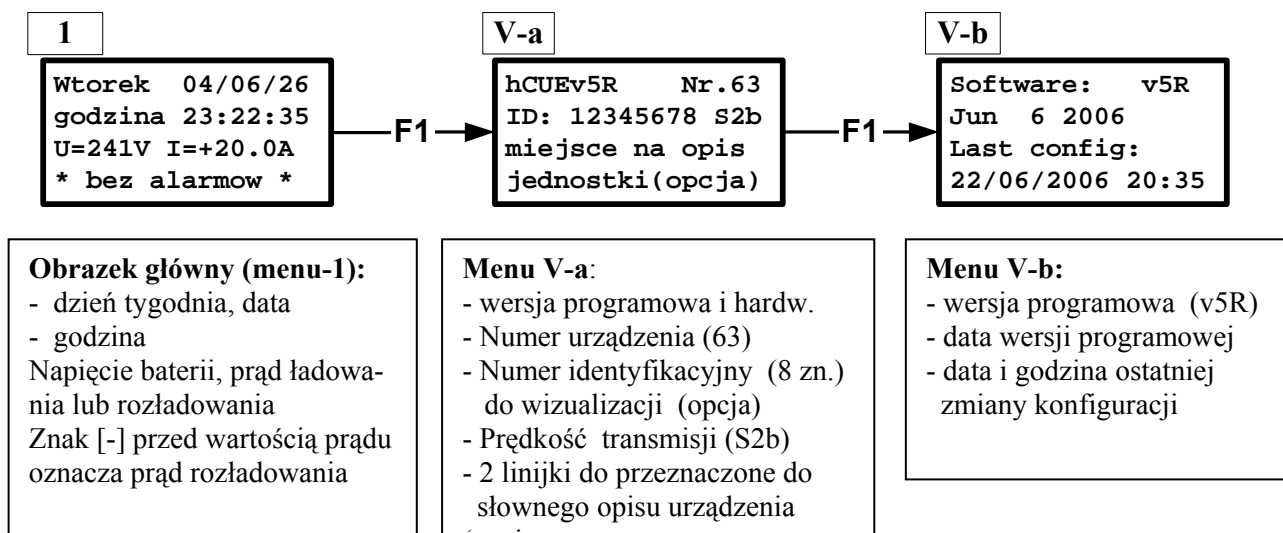 1
Wtorek 04/06/26
godzina 23:22:35
U=241V I=+20.0A
* bez alarmow *
F1
V-a
hCUEv5R Nr.63
ID: 12345678 S2b
miejsce na opis
jednostki(opcja)
F1
V-b
Software: v5R
Jun 6 2006
Last config:
22/06/2006 20:35
Obrazek główny (menu-1):
- dzień tygodnia, data
- godzina
Napięcie baterii, prąd ładowa-
nia lub rozładowania
Znak [-] przed wartością prądu
oznacza prąd rozładowania
Menu V-a:
- wersja programowa i hardw.
- Numer urządzenia (63)
- Numer identyfikacyjny (8 zn.)
do wizualizacji (opcja)
- Prędkość transmisji (S2b)
- 2 linijki do przeznaczone do
słownego opisu urządzenia
Menu V-b:
- wersja programowa (v5R)
- data wersji programowej
- data i godzina ostatniej
zmiany konfiguracji